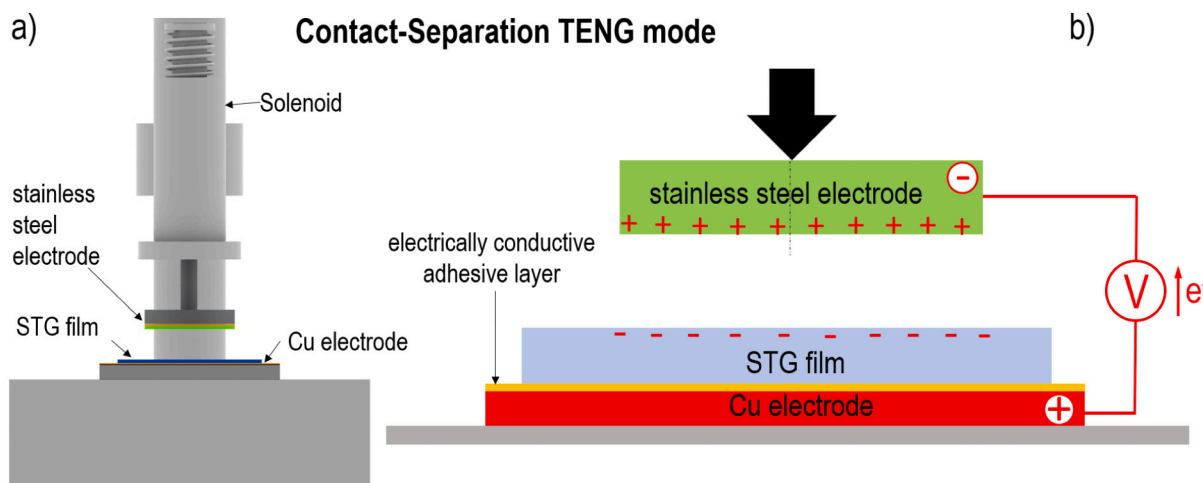 a)
Contact-Separation TENG mode
b)
Solenoid
stainless
steel
electrode
STG film
Cu electrode
stainless steel electrode
-
+ + + + + + + + + +
electrically conductive
adhesive layer
V
e-
- - - - - - - - - -
STG film
Cu electrode
+